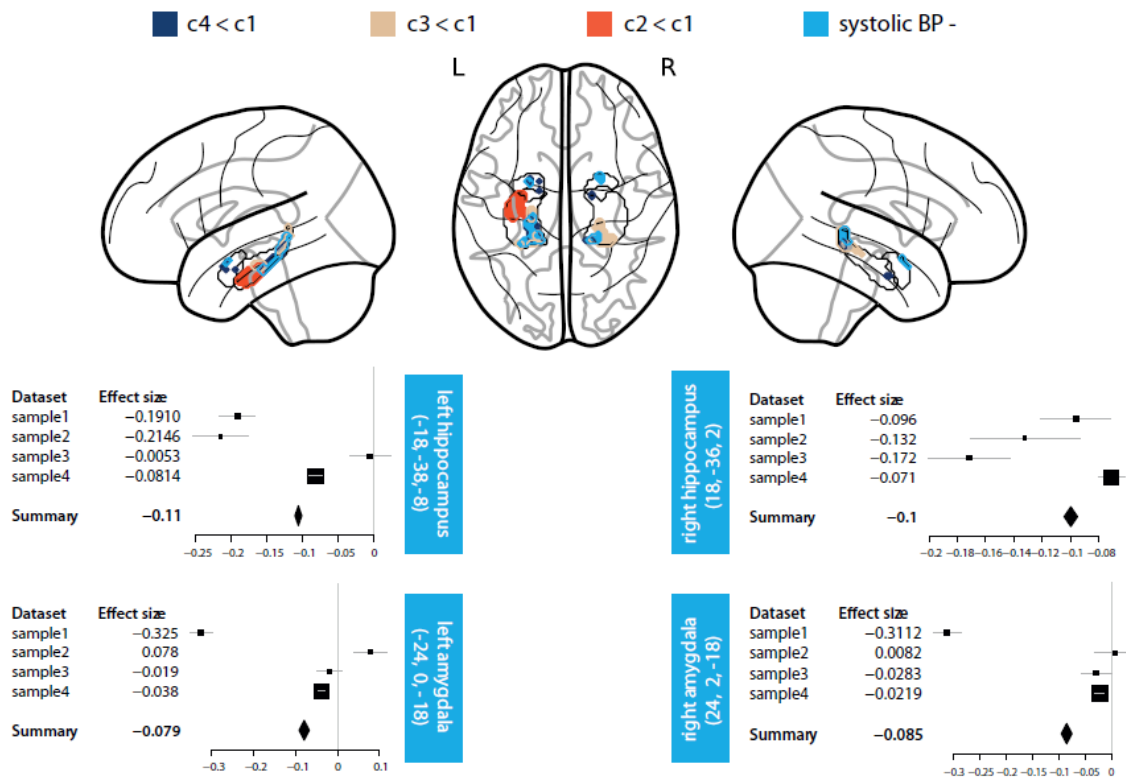 c4 < c1
c3 < c1
c2 < c1
systolic BP -
L
R
Dataset Effect size
sample1 −0.1910
sample2 −0.2146
sample3 −0.0053
sample4 −0.0814
Summary −0.11
−0.25 −0.2 −0.15 −0.1 −0.05 0
left hippocampus
(-18, -38, -8)
right hippocampus
(18, -36, 2)
Dataset Effect size
sample1 −0.096
sample2 −0.132
sample3 −0.172
sample4 −0.071
Summary −0.1
−0.2 −0.18 −0.16 −0.14 −0.12 −0.1 −0.08
Dataset Effect size
sample1 −0.325
sample2 0.078
sample3 −0.019
sample4 −0.038
Summary −0.079
−0.3 −0.2 −0.1 0 0.1
left amygdala
(-24, 0, -18)
right amygdala
(24, 2, -18)
Dataset Effect size
sample1 −0.3112
sample2 0.0082
sample3 −0.0283
sample4 −0.0219
Summary −0.085
−0.3 −0.25 −0.2 −0.15 −0.1 −0.05 0